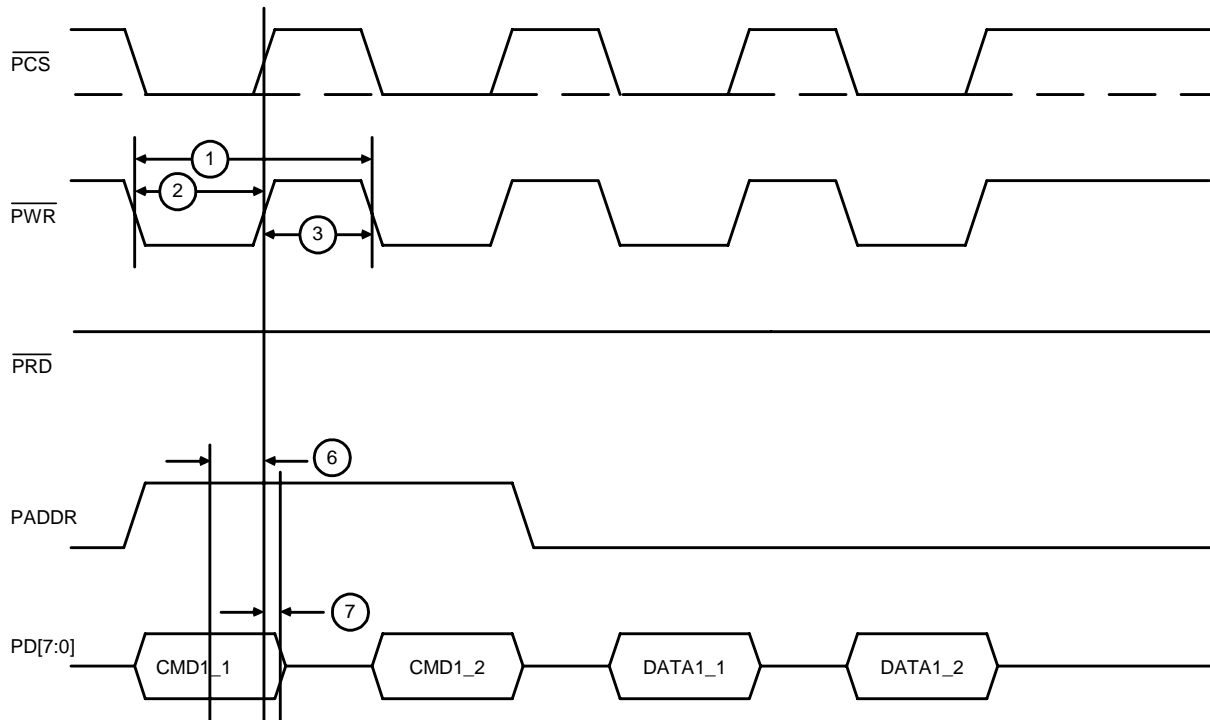 PCS
1
2
PWR
3
PRD
6
PADDR
7
PD[7:0]
CMD1_1
CMD1_2
DATA1_1
DATA1_2